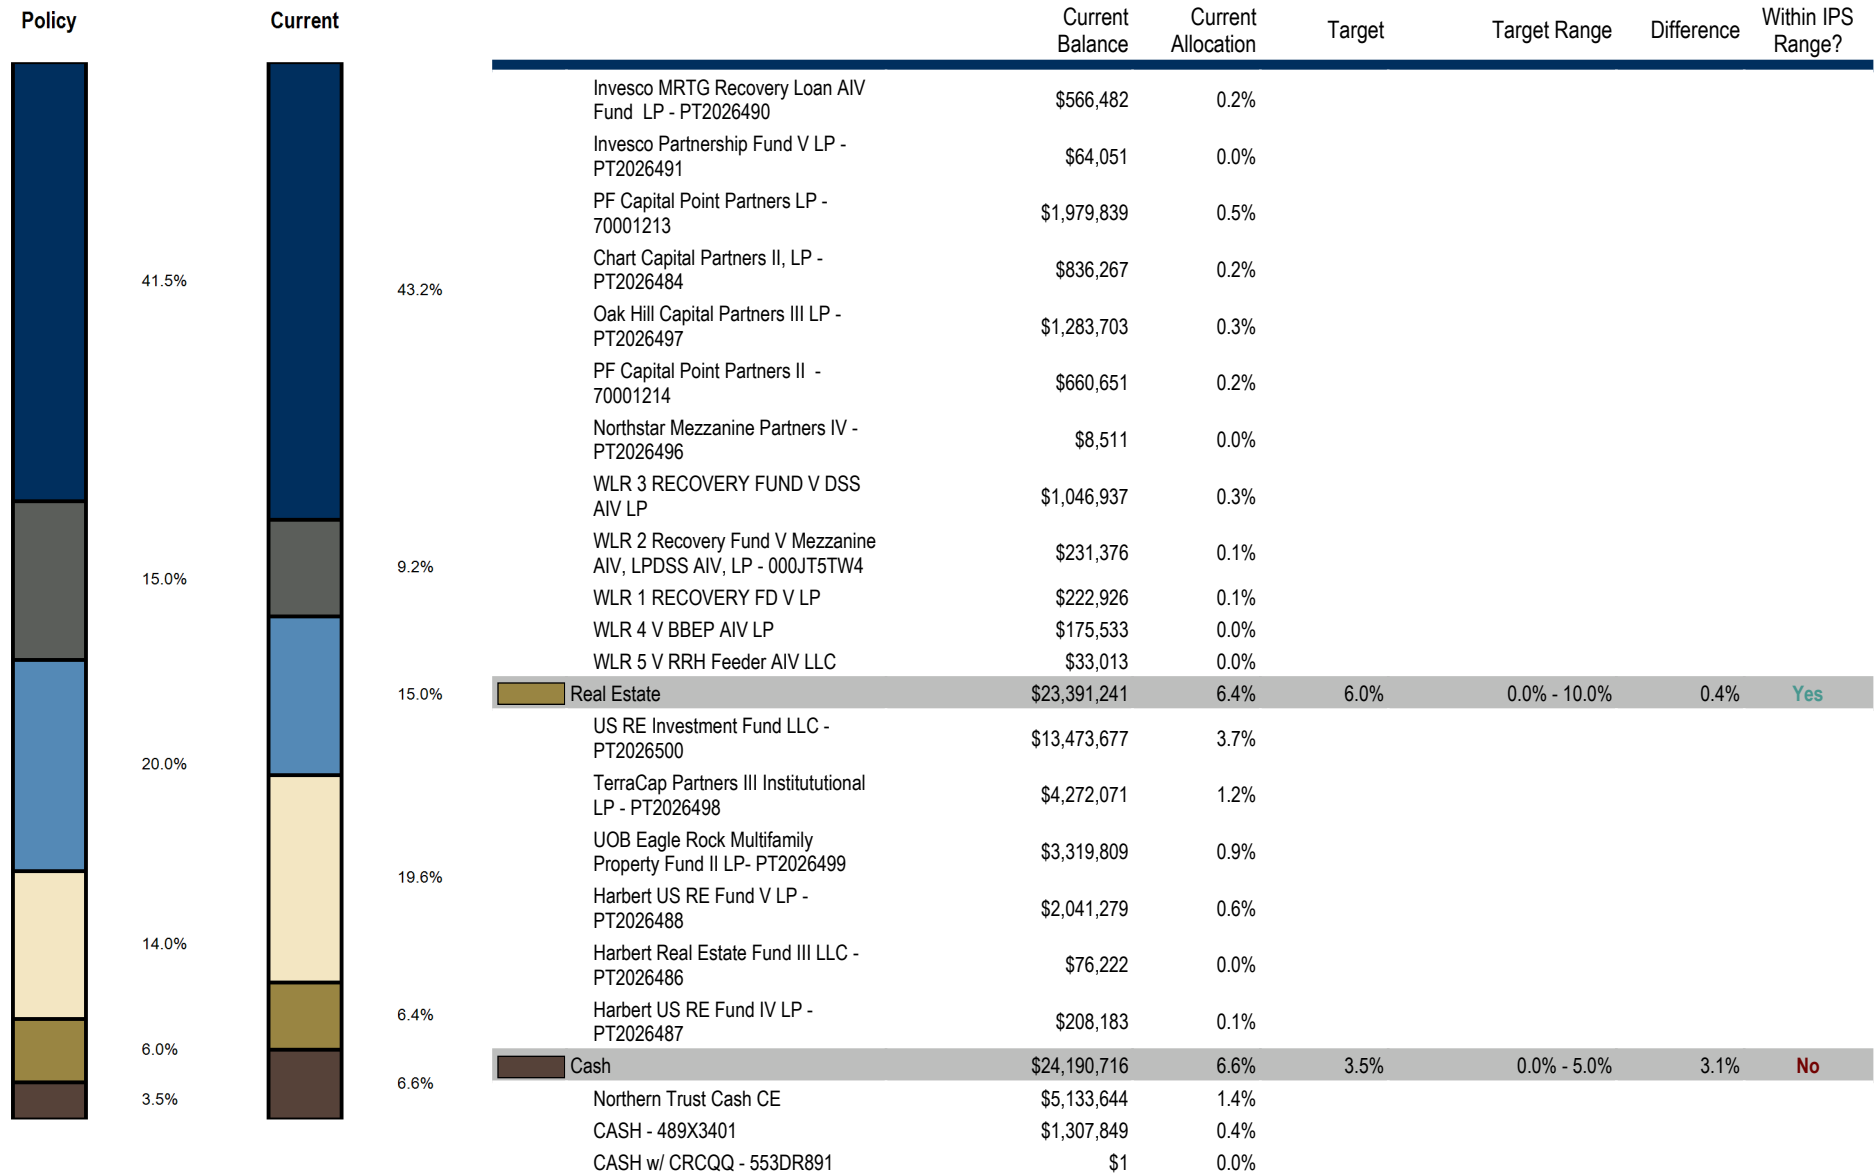 Policy
Current
41.5%
15.0%
20.0%
14.0%
6.0%
3.5%
43.2%
9.2%
15.0%
19.6%
6.4%
6.6%
Current Balance Current Allocation Target Target Range Difference Within IPS Range?
Invesco MRTG Recovery Loan AIV
Fund LP - PT2026490 $566,482 0.2%
Invesco Partnership Fund V LP -
PT2026491 $64,051 0.0%
PF Capital Point Partners LP -
70001213 $1,979,839 0.5%
Chart Capital Partners II, LP -
PT2026484 $836,267 0.2%
Oak Hill Capital Partners III LP -
PT2026497 $1,283,703 0.3%
PF Capital Point Partners II -
70001214 $660,651 0.2%
Northstar Mezzanine Partners IV -
PT2026496 $8,511 0.0%
WLR 3 RECOVERY FUND V DSS
AIV LP $1,046,937 0.3%
WLR 2 Recovery Fund V Mezzanine
AIV, LPDSS AIV, LP - 000JT5TW4 $231,376 0.1%
WLR 1 RECOVERY FD V LP $222,926 0.1%
WLR 4 V BBEP AIV LP $175,533 0.0%
WLR 5 V RRH Feeder AIV LLC $33,013 0.0%
Real Estate $23,391,241 6.4% 6.0% 0.0% - 10.0% 0.4% Yes
US RE Investment Fund LLC -
PT2026500 $13,473,677 3.7%
TerraCap Partners III Institututional
LP - PT2026498 $4,272,071 1.2%
UOB Eagle Rock Multifamily
Property Fund II LP- PT2026499 $3,319,809 0.9%
Harbert US RE Fund V LP -
PT2026488 $2,041,279 0.6%
Harbert Real Estate Fund III LLC -
PT2026486 $76,222 0.0%
Harbert US RE Fund IV LP -
PT2026487 $208,183 0.1%
Cash $24,190,716 6.6% 3.5% 0.0% - 5.0% 3.1% No
Northern Trust Cash CE $5,133,644 1.4%
CASH - 489X3401 $1,307,849 0.4%
CASH w/ CRCQQ - 553DR891 $1 0.0%